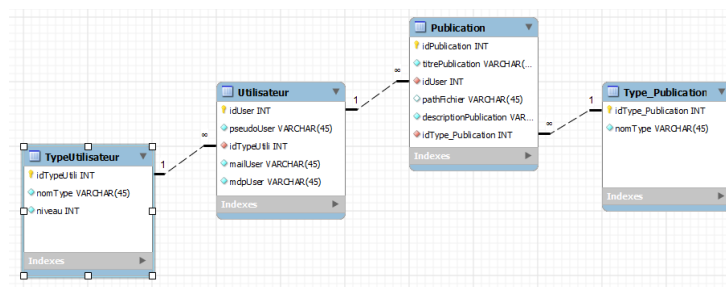 TypeUtilisateur
idTypeUtili INT
nomType VARCHAR(45)
niveau INT
Indexes
1
∞
Utilisateur
idUser INT
pseudoUser VARCHAR(45)
idTypeUtili INT
mailUser VARCHAR(45)
mdpUser VARCHAR(45)
Indexes
1
∞
Publication
idPublication INT
titrePublication VARCHAR(...
idUser INT
pathFichier VARCHAR(45)
descriptionPublication VAR...
idType_Publication INT
Indexes
∞
1
Type_Publication
idType_Publication INT
nomType VARCHAR(45)
Indexes